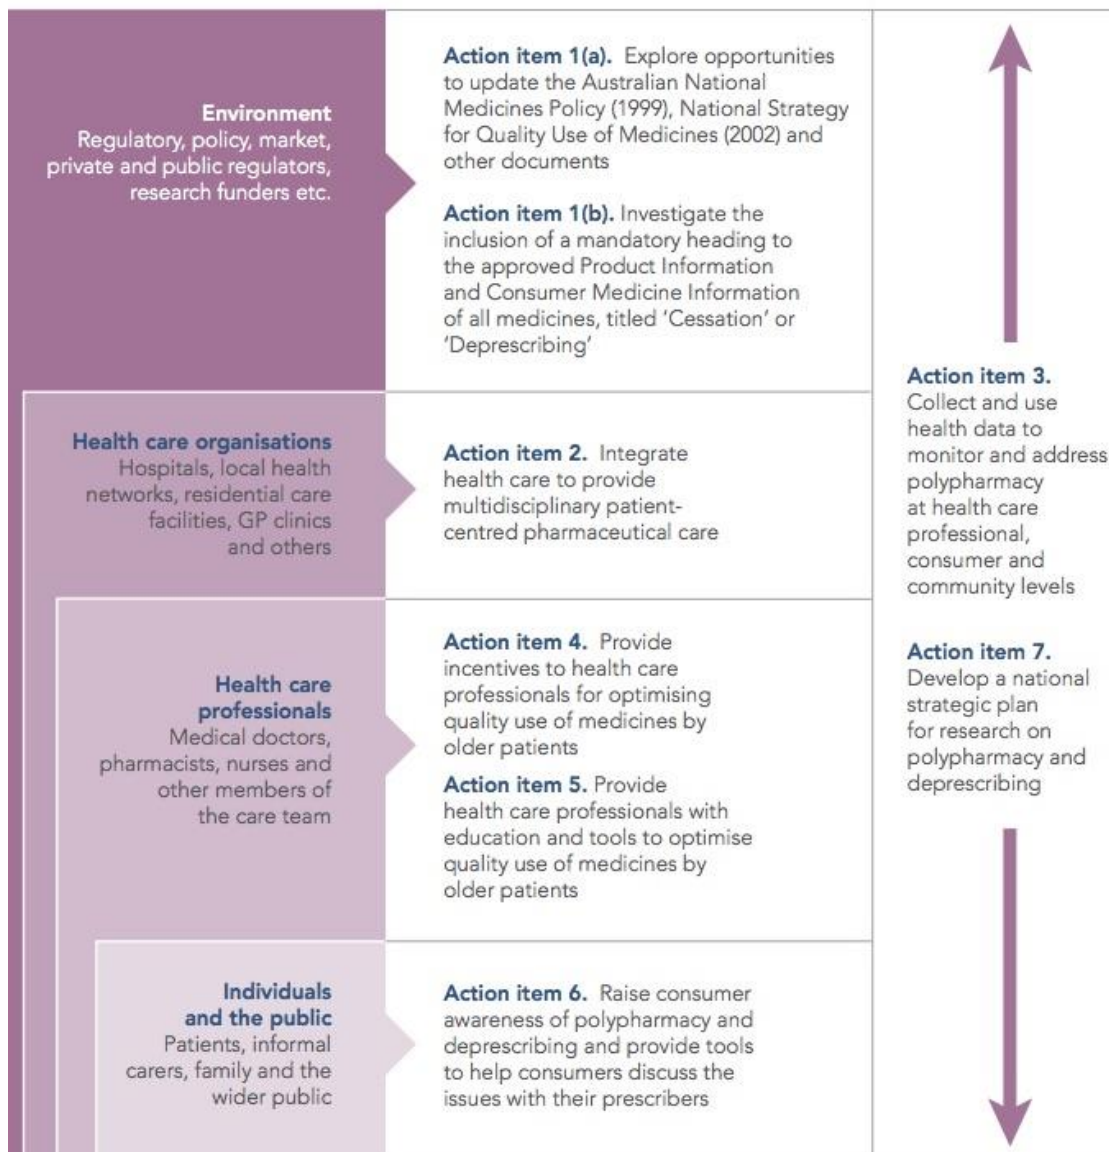 Environment
Regulatory, policy, market,
private and public regulators,
research funders etc.
Action item 1(a). Explore opportunities
to update the Australian National
Medicines Policy (1999), National Strategy
for Quality Use of Medicines (2002) and
other documents
Action item 1(b). Investigate the
inclusion of a mandatory heading to
the approved Product Information
and Consumer Medicine Information
of all medicines, titled ‘Cessation’ or
‘Deprescribing’
Health care organisations
Hospitals, local health
networks, residential care
facilities, GP clinics
and others
Action item 2. Integrate
health care to provide
multidisciplinary patient-
centred pharmaceutical care
Health care
professionals
Medical doctors,
pharmacists, nurses and
other members of
the care team
Action item 4. Provide
incentives to health care
professionals for optimising
quality use of medicines by
older patients
Action item 5. Provide
health care professionals with
education and tools to optimise
quality use of medicines by
older patients
Individuals
and the public
Patients, informal
carers, family and the
wider public
Action item 6. Raise consumer
awareness of polypharmacy and
deprescribing and provide tools
to help consumers discuss the
issues with their prescribers
Action item 3.
Collect and use
health data to
monitor and address
polypharmacy
at health care
professional,
consumer and
community levels
Action item 7.
Develop a national
strategic plan
for research on
polypharmacy and
deprescribing